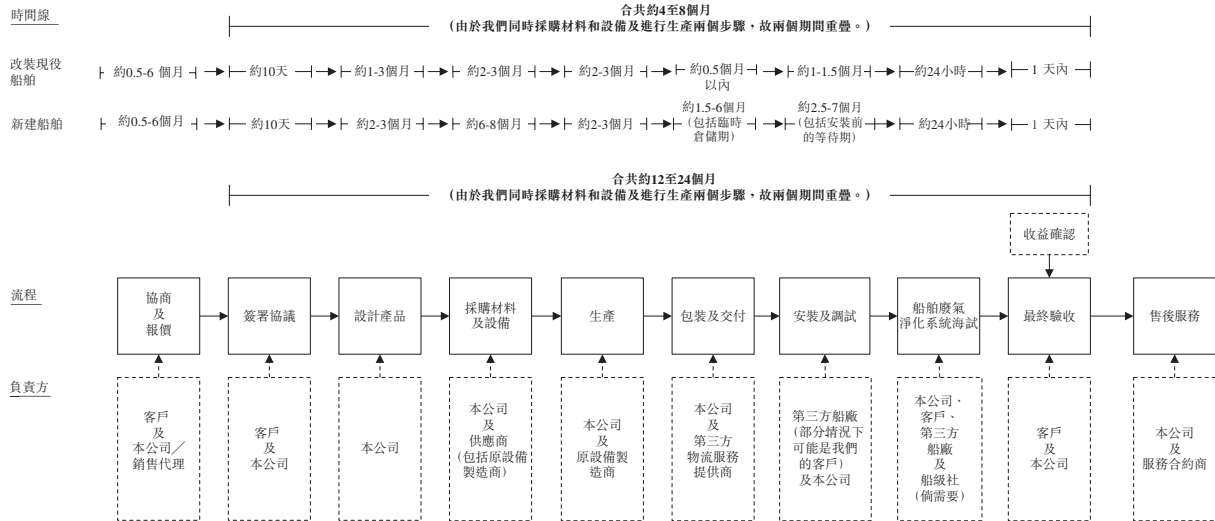 時間線
合共約4至8個月
(由於我們同時採購材料和設備及進行生產兩個步驟，故兩個期間重疊。)
改裝現役
船舶
約0.5-6 個月
約10天
約1-3個月
約2-3個月
約2-3個月
約0.5個月
以內
約1-1.5個月
約24小時
1 天內
新建船舶
約0.5-6個月
約10天
約2-3個月
約6-8個月
約2-3個月
約1.5-6個月
(包括臨時
倉儲期)
約2.5-7個月
(包括安裝前
的等待期)
約24小時
1 天內
合共約12至24個月
(由於我們同時採購材料和設備及進行生產兩個步驟，故兩個期間重疊。)
收益確認
流程
協商
及
報價
簽署協議
設計產品
採購材料
及設備
生產
包裝及交付
安裝及調試
船舶廢氣
淨化系統海試
最終驗收
售後服務
負責方
客戶
及
本公司／
銷售代理
客戶
及
本公司
本公司
本公司
及
供應商
(包括原設備
製造商)
本公司
及
原設備製
造商
本公司
及
第三方
物流服務
提供商
第三方船廠
(部分情況下
可能是我們
的客戶)
及本公司
本公司、
客戶、
第三方
船廠
及
船級社
(倘需要)
客戶
及
本公司
本公司
及
服務合約商